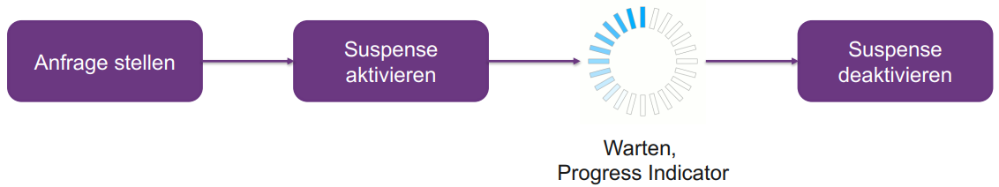 Anfrage stellen
Suspense
aktivieren
Warten,
Progress Indicator
Suspense
deaktivieren